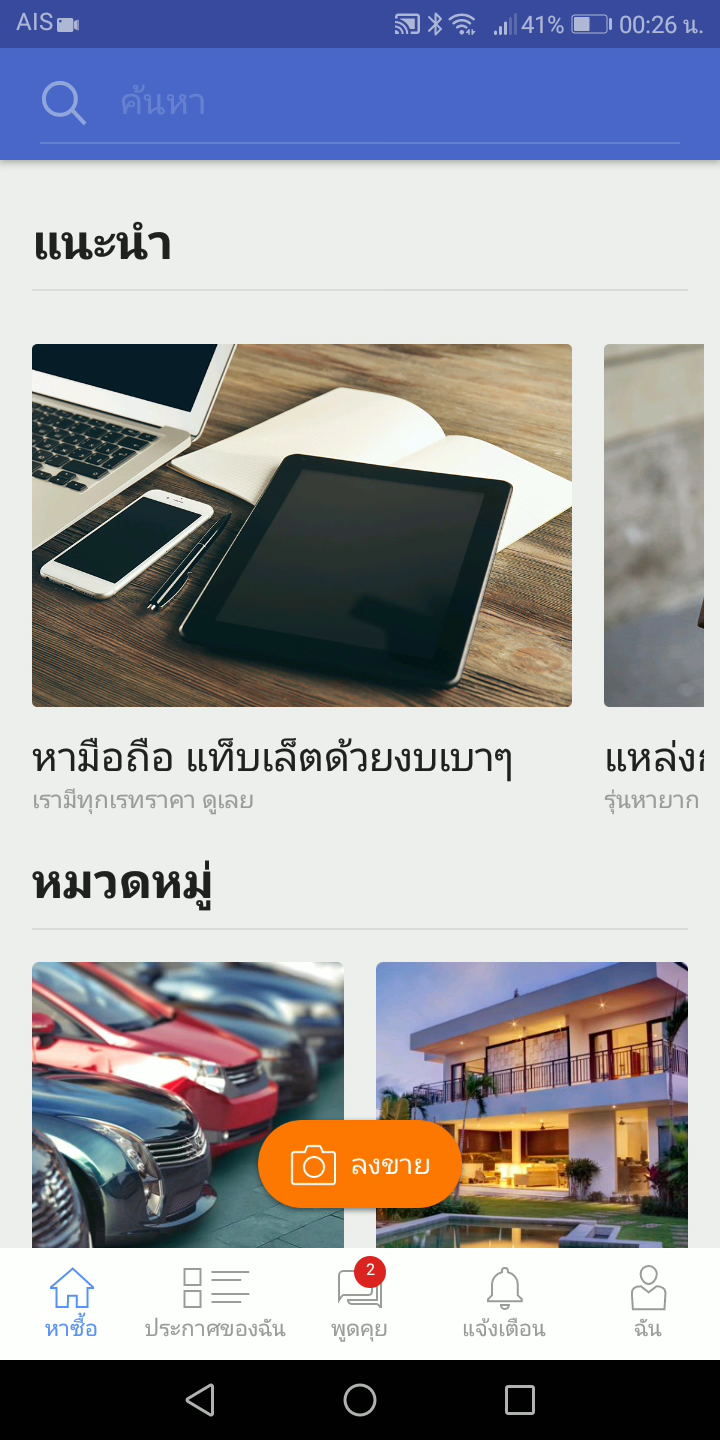 AIS 41% 00:26 น.
ค้นหา
แนะนำ
หามือถือ แท็บเล็ตด้วยงบเบาๆ
เรามีทุกเรทราคา ดูเลย
แหล่ง
รุ่นหายาก
หมวดหมู่
ลงขาย
2
หาซื้อ ประกาศของฉัน พูดคุย แจ้งเตือน ฉัน